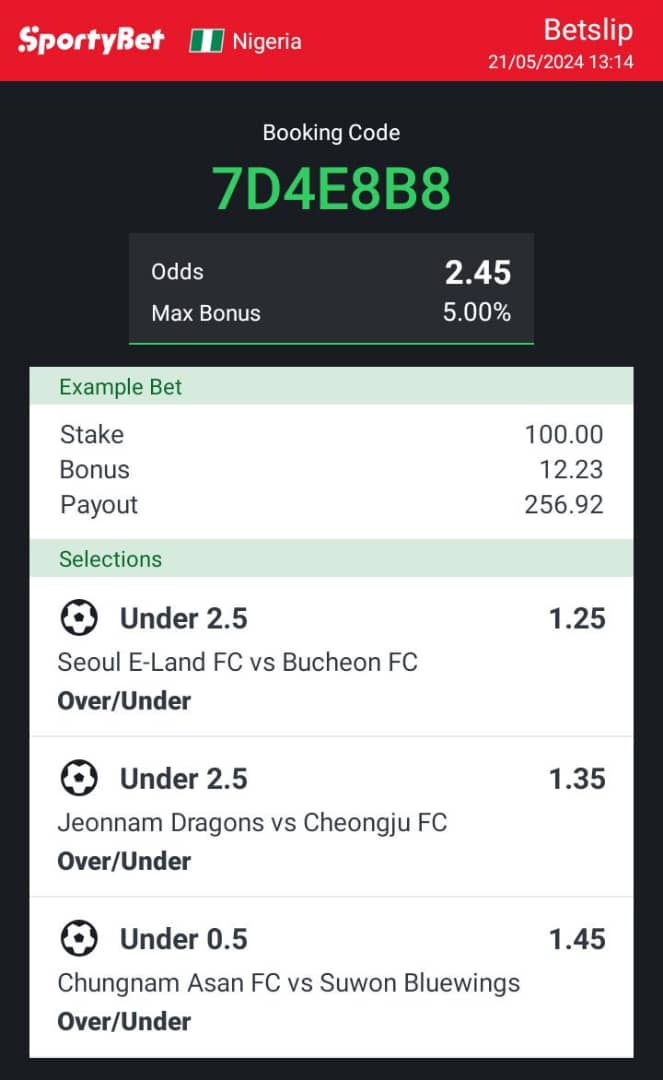 SportyBet Nigeria Betslip
21/05/2024 13:14
Booking Code
7D4E8B8
Odds 2.45
Max Bonus 5.00%
Example Bet
Stake 100.00
Bonus 12.23
Payout 256.92
Selections
Under 2.5 1.25
Seoul E-Land FC vs Bucheon FC
Over/Under
Under 2.5 1.35
Jeonnam Dragons vs Cheongju FC
Over/Under
Under 0.5 1.45
Chungnam Asan FC vs Suwon Bluewings
Over/Under